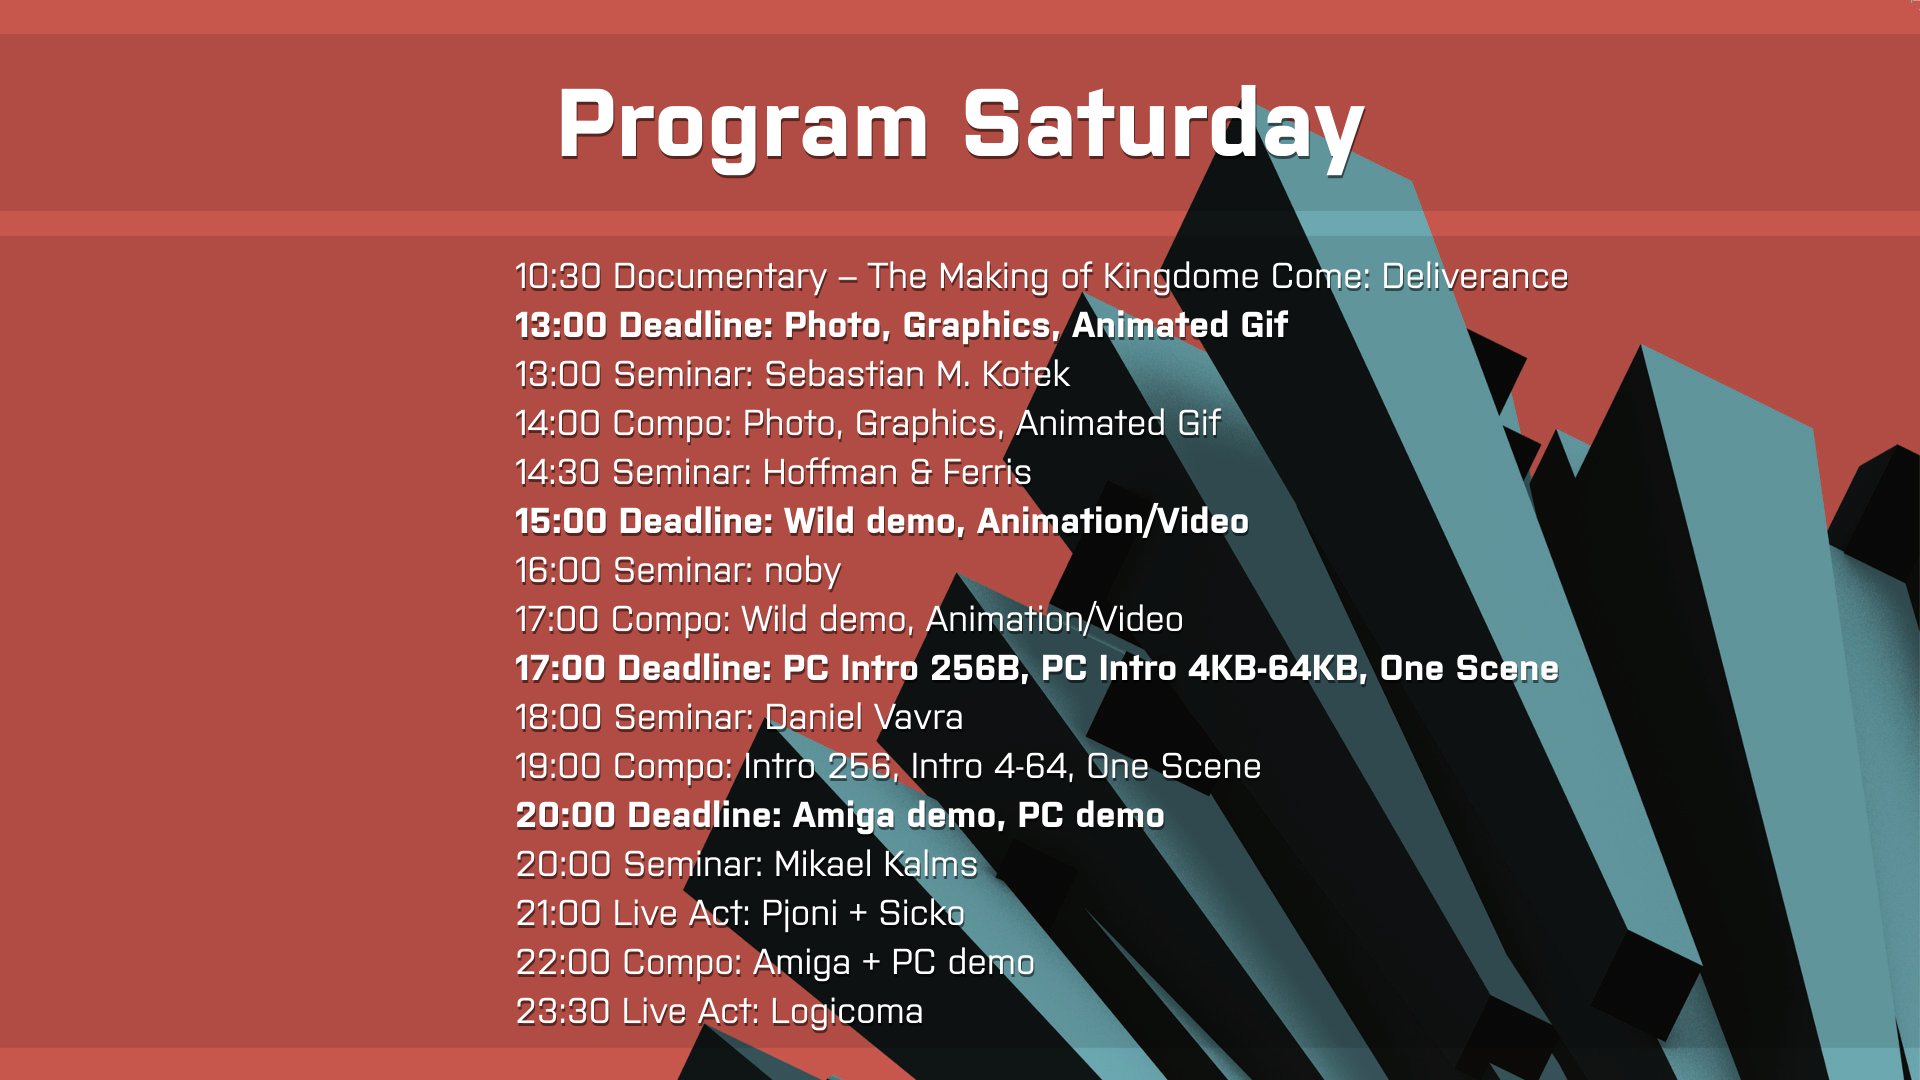 Program Saturday
10:30 Documentary – The Making of Kingdome Come: Deliverance
13:00 Deadline: Photo, Graphics, Animated Gif
13:00 Seminar: Sebastian M. Kotek
14:00 Compo: Photo, Graphics, Animated Gif
14:30 Seminar: Hoffman & Ferris
15:00 Deadline: Wild demo, Animation/Video
16:00 Seminar: noby
17:00 Compo: Wild demo, Animation/Video
17:00 Deadline: PC Intro 256B, PC Intro 4KB-64KB, One Scene
18:00 Seminar: Daniel Vavra
19:00 Compo: Intro 256, Intro 4-64, One Scene
20:00 Deadline: Amiga demo, PC demo
20:00 Seminar: Mikael Kalms
21:00 Live Act: Pjoni + Sicko
22:00 Compo: Amiga + PC demo
23:30 Live Act: Logicoma